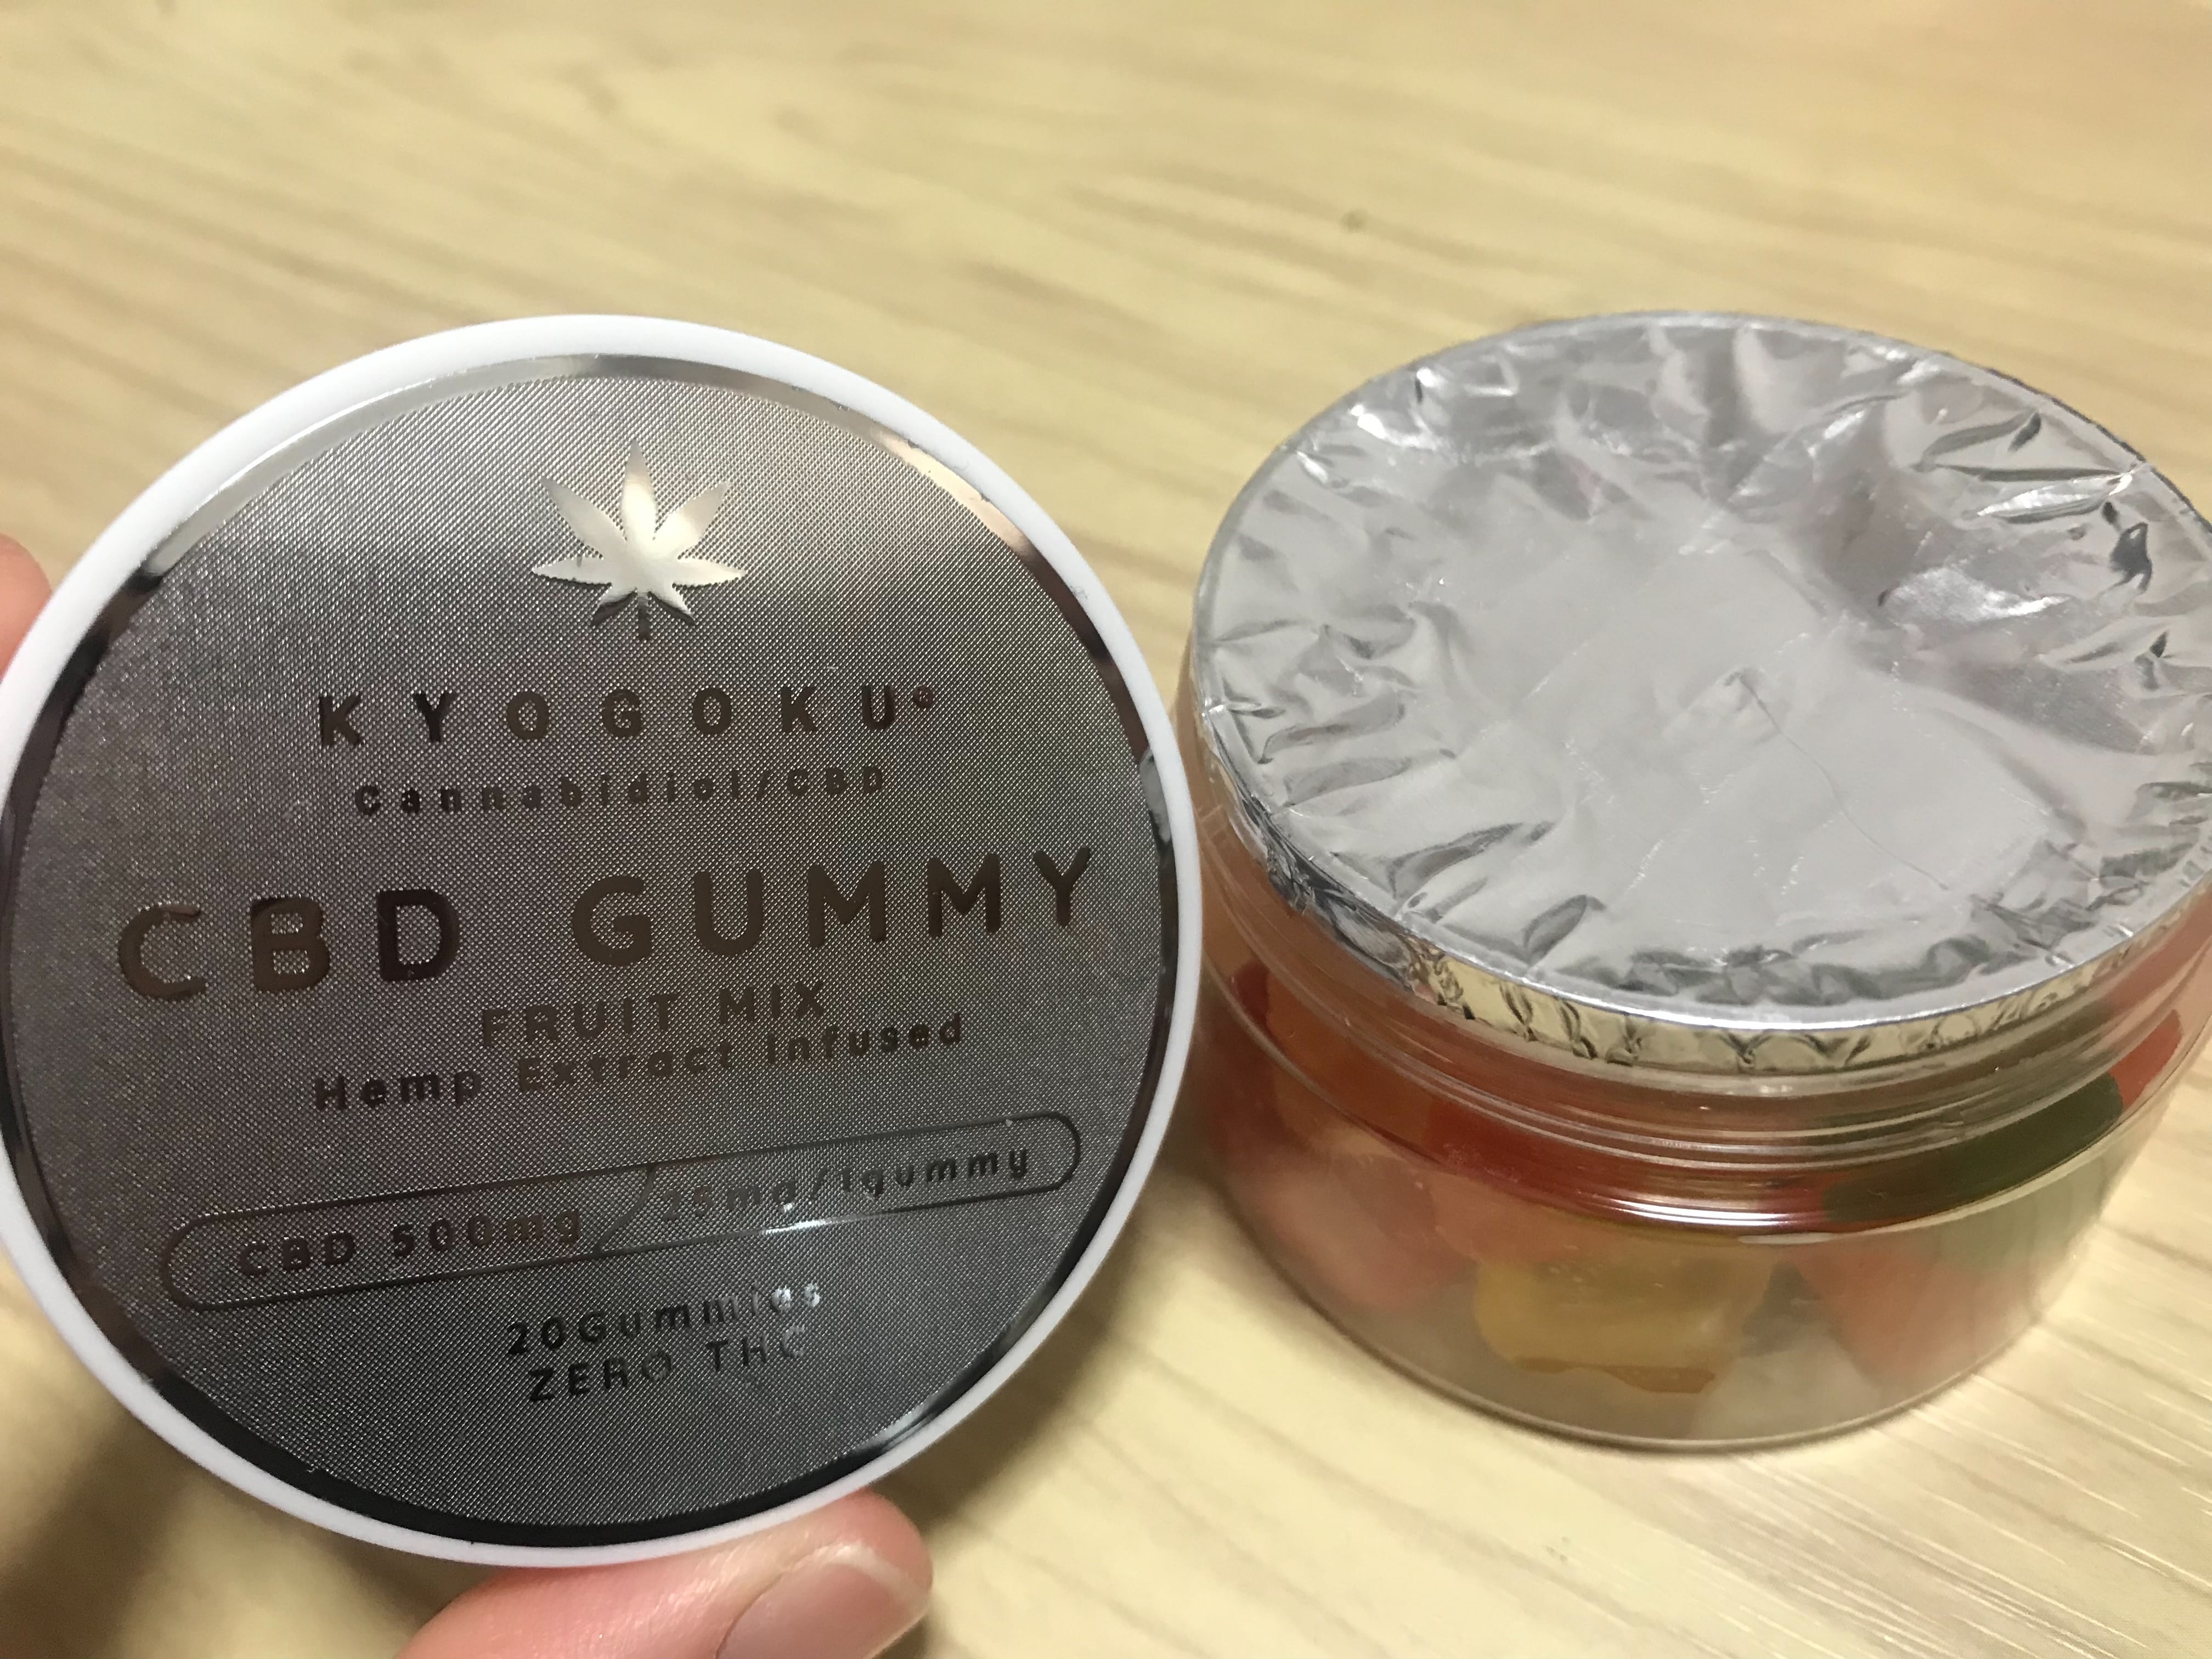 KYOGOKU®
Cannabidiol/CBD
CBD GUMMY
FRUIT MIX
Hemp Extract Infused
CBD 500mg / 25mg/1gummy
20Gummies
ZERO THC